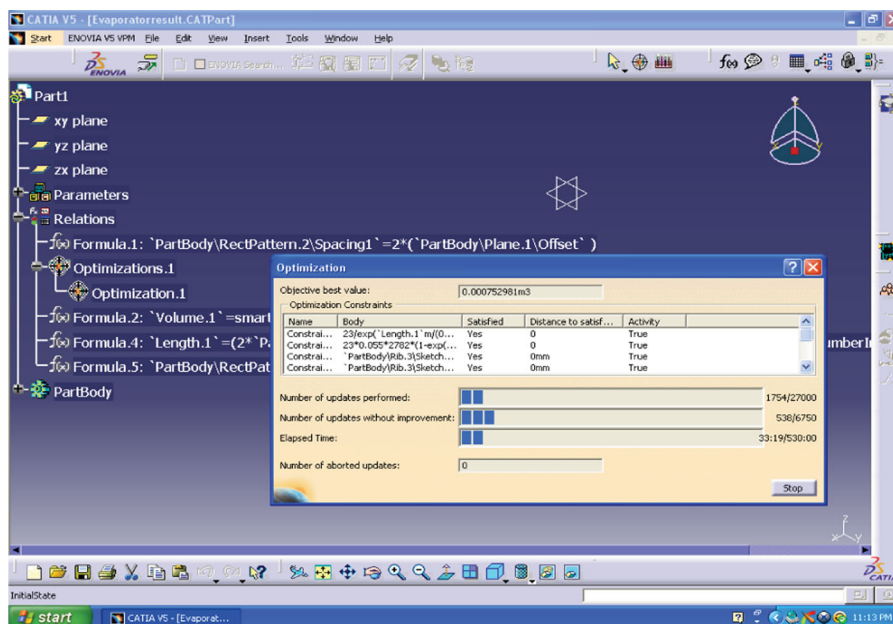 CATIA V5 - [Evaporatorresult.CATPart]
Start ENOVIA V5 VPM File Edit View Insert Tools Window Help
ENOVIA ENOVIA Search...
Part1
xy plane
yz plane
zx plane
Parameters
Relations
Formula.1: `PartBody\RectPattern.2\Spacing1`=2*(`PartBody\Plane.1\Offset` )
Optimizations.1
Optimization.1
Formula.2: `Volume.1`=smar
Formula.4: `Length.1`=(2*`P
Formula.5: `PartBody\RectPat
PartBody
Optimization
Objective best value: 0.000752981m3
Optimization Constraints
Name Body Satisfied Distance to satisf... Activity
Constrai... 23/exp(`Length.1`m/(0... Yes 0 True
Constrai... 23*0.055*2782*(1-exp(... Yes 0 True
Constrai... `PartBody\Rib.3\Sketch... Yes 0mm True
Constrai... `PartBody\Rib.3\Sketch... Yes 0mm True
Number of updates performed: 1754/27000
Number of updates without improvement: 538/6750
Elapsed Time: 33:19/530:00
Number of aborted updates: 0
Stop
z
x y
CATIA
InitialState
start CATIA V5 - [Evaporat... 11:13 PM